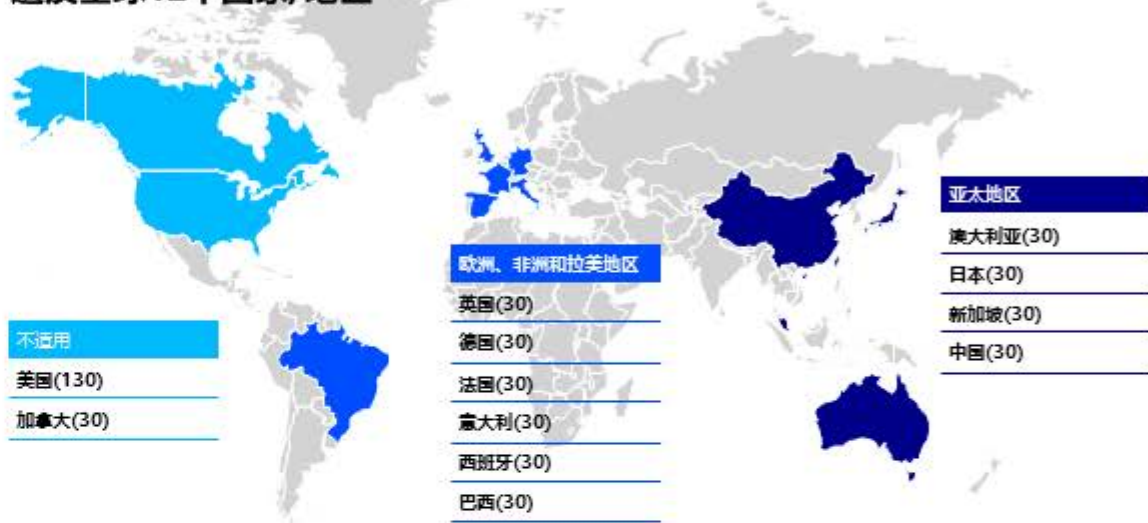 不适用
美国(130)
加拿大(30)
欧洲、非洲和拉美地区
英国(30)
德国(30)
法国(30)
意大利(30)
西班牙(30)
巴西(30)
亚太地区
澳大利亚(30)
日本(30)
新加坡(30)
中国(30)